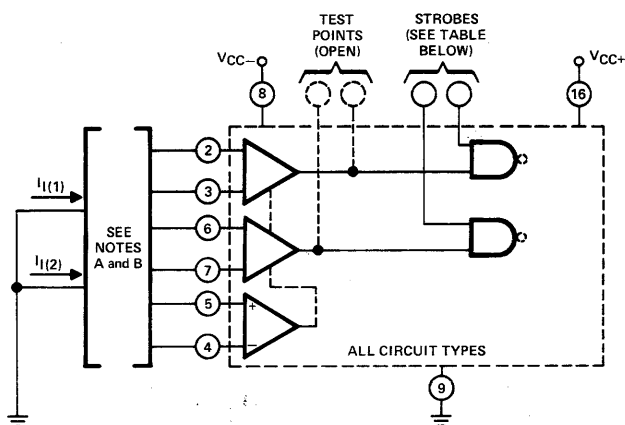 TEST
POINTS
(OPEN)
STROBES
(SEE TABLE
BELOW)
VCC−
VCC+
8
16
2
3
6
7
5
4
II(1)
II(2)
SEE
NOTES
A and B
+
−
ALL CIRCUIT TYPES
9